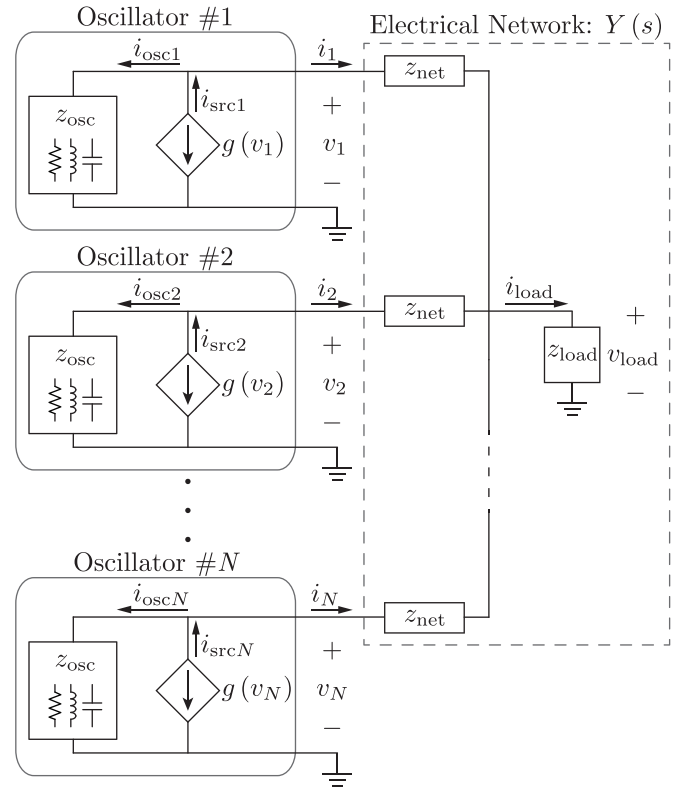 Oscillator #1
Electrical Network: Y (s)
i_osc1
i_1
z_net
z_osc
i_src1
+
g (v_1)
v_1
−
Oscillator #2
i_osc2
i_2
z_net
i_load
z_osc
i_src2
+
+
z_load
v_load
g (v_2)
v_2
−
−
Oscillator #N
i_oscN
i_N
z_net
z_osc
i_srcN
+
g (v_N)
v_N
−